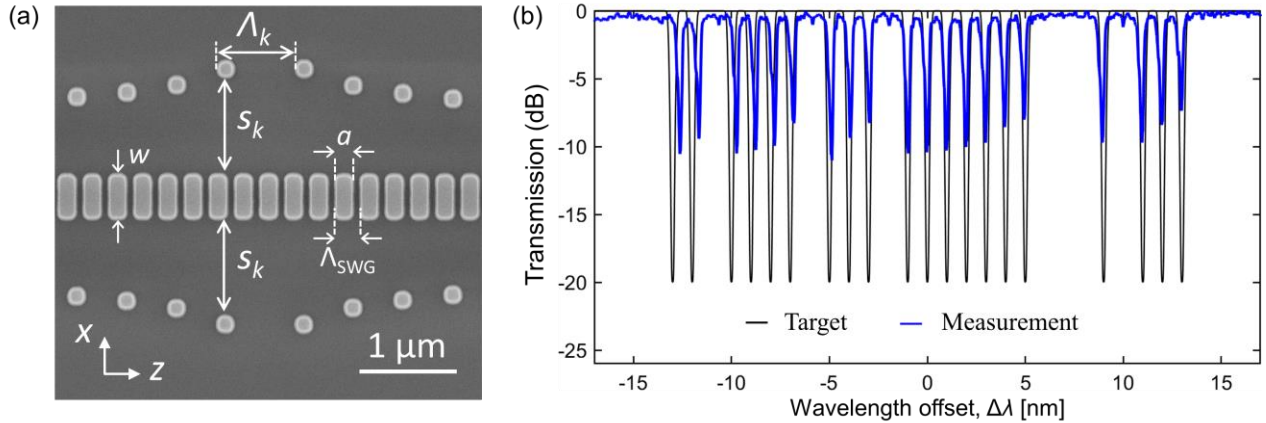 (a)
Λk
sk
w
a
sk
ΛSWG
x
z
1 μm
(b)
Transmission (dB)
0
-5
-10
-15
-20
-25
Target
Measurement
-15
-10
-5
0
5
10
15
Wavelength offset, Δλ [nm]